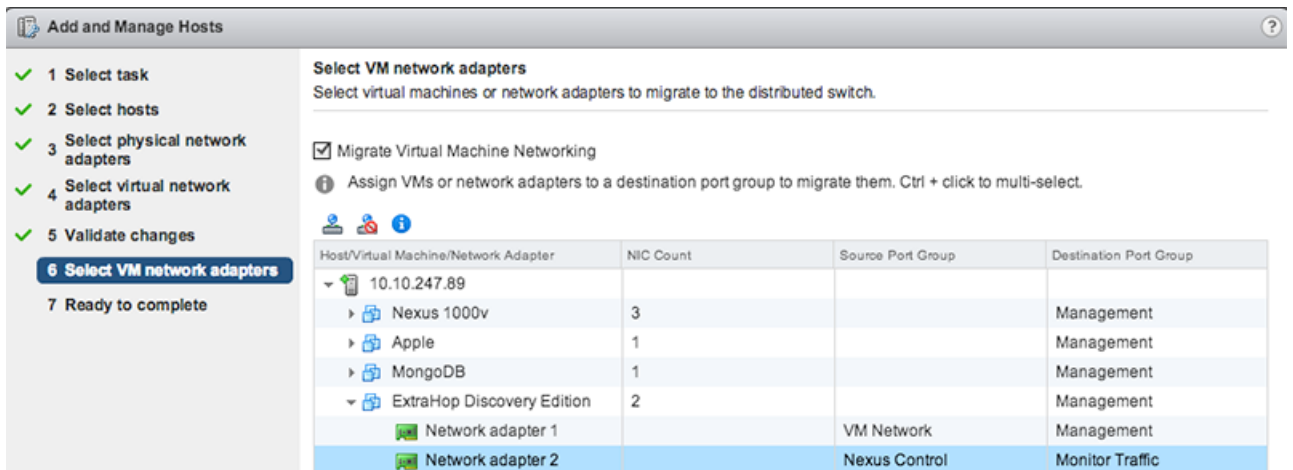 Add and Manage Hosts
?
1 Select task
2 Select hosts
3 Select physical network
adapters
4 Select virtual network
adapters
5 Validate changes
6 Select VM network adapters
7 Ready to complete
Select VM network adapters
Select virtual machines or network adapters to migrate to the distributed switch.
Migrate Virtual Machine Networking
Assign VMs or network adapters to a destination port group to migrate them. Ctrl + click to multi-select.
Host/Virtual Machine/Network Adapter NIC Count Source Port Group Destination Port Group
10.10.247.89
Nexus 1000v 3 Management
Apple 1 Management
MongoDB 1 Management
ExtraHop Discovery Edition 2 Management
Network adapter 1 VM Network Management
Network adapter 2 Nexus Control Monitor Traffic